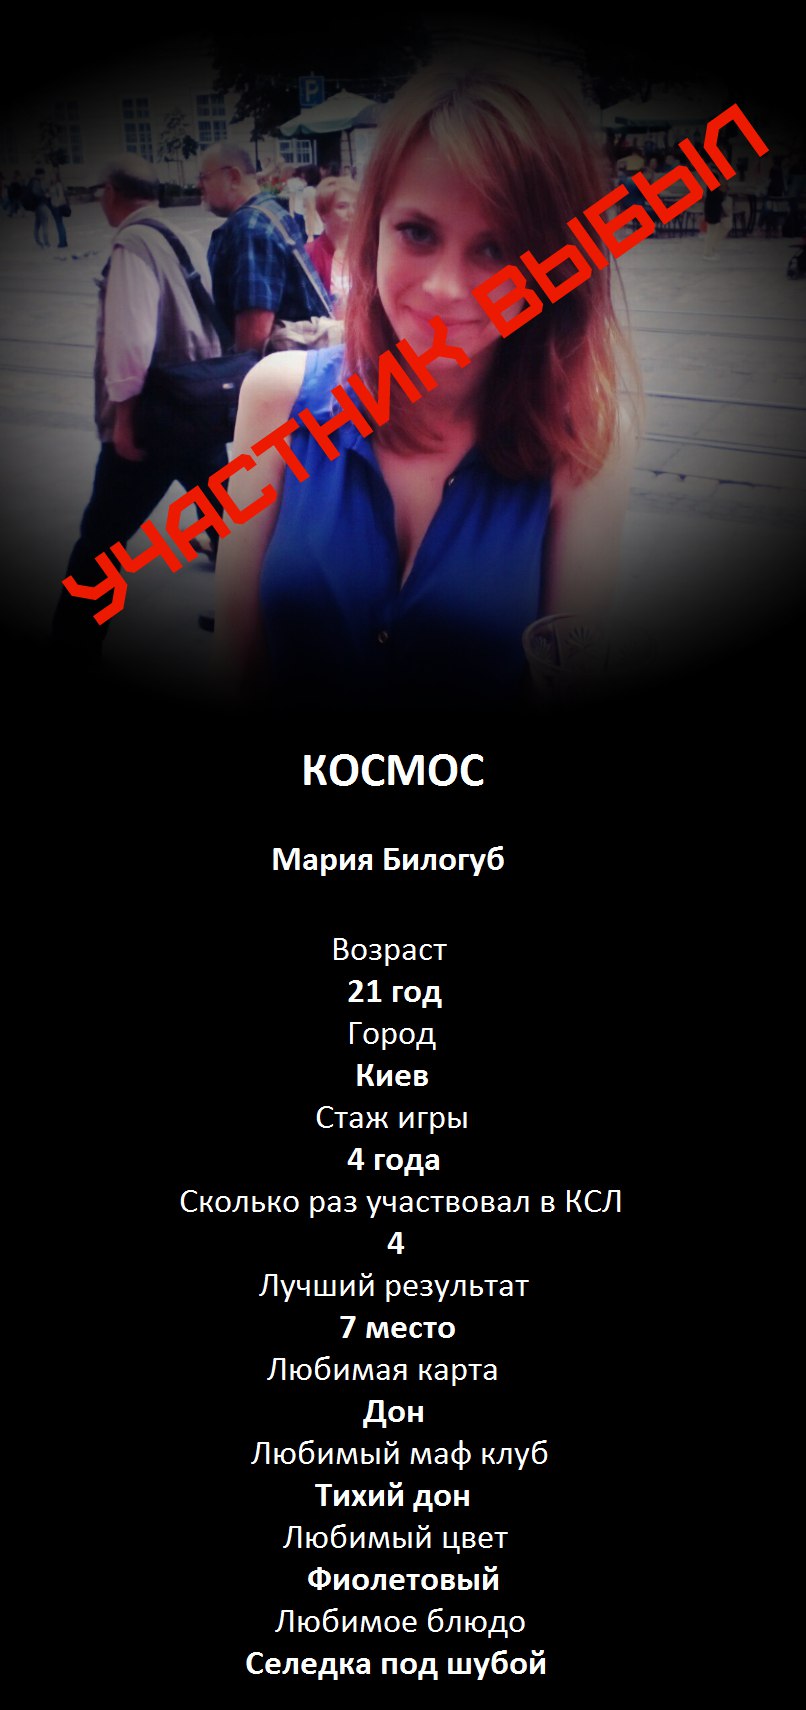 УЧАСТНИК ВЫБЫЛ
КОСМОС
Мария Билогуб
Возраст
21 год
Город
Киев
Стаж игры
4 года
Сколько раз участвовал в КСЛ
4
Лучший результат
7 место
Любимая карта
Дон
Любимый маф клуб
Тихий дон
Любимый цвет
Фиолетовый
Любимое блюдо
Селедка под шубой